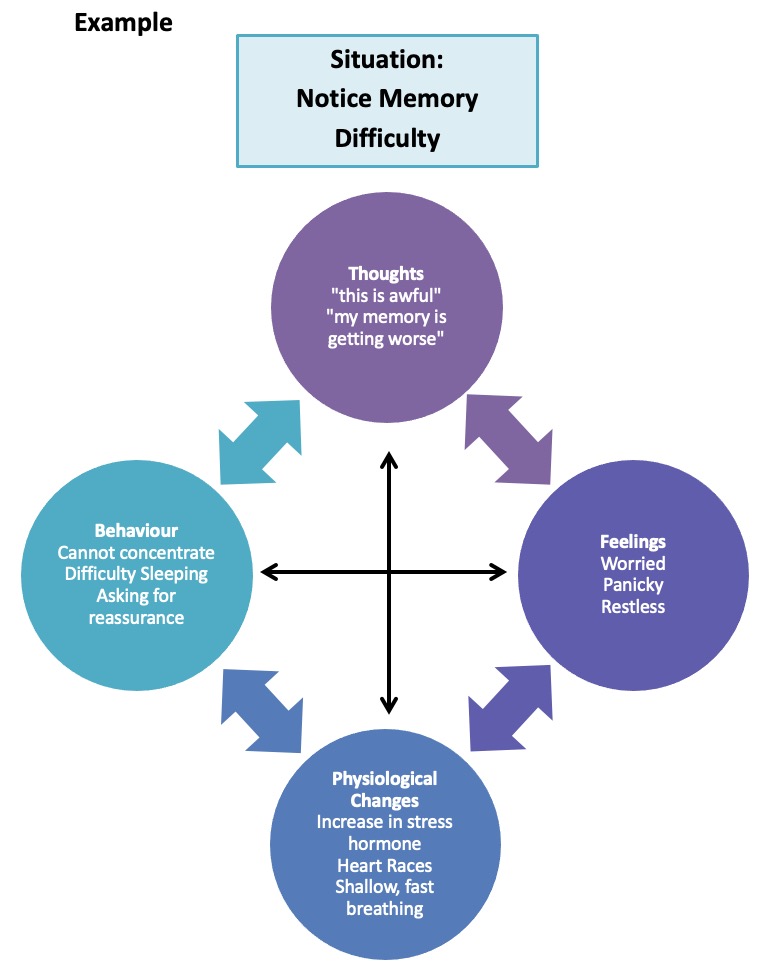 Example
Situation:
Notice Memory
Difficulty
Thoughts
"this is awful"
"my memory is
getting worse"
Behaviour
Cannot concentrate
Difficulty Sleeping
Asking for
reassurance
Feelings
Worried
Panicky
Restless
Physiological
Changes
Increase in stress
hormone
Heart Races
Shallow, fast
breathing